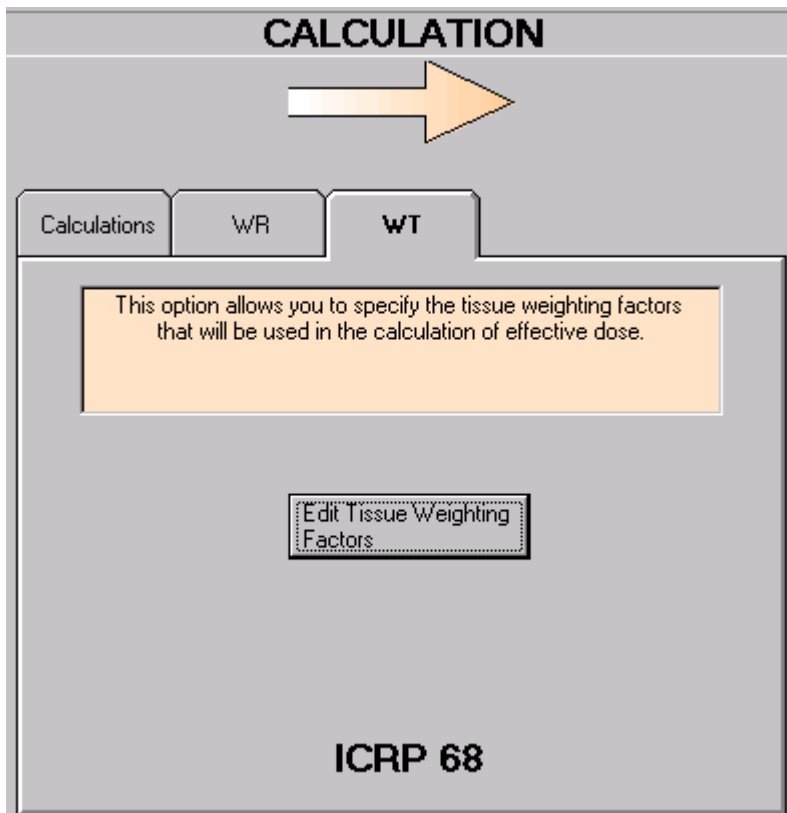 CALCULATION
Calculations
WR
WT
This option allows you to specify the tissue weighting factors
that will be used in the calculation of effective dose.
Edit Tissue Weighting
Factors
ICRP 68